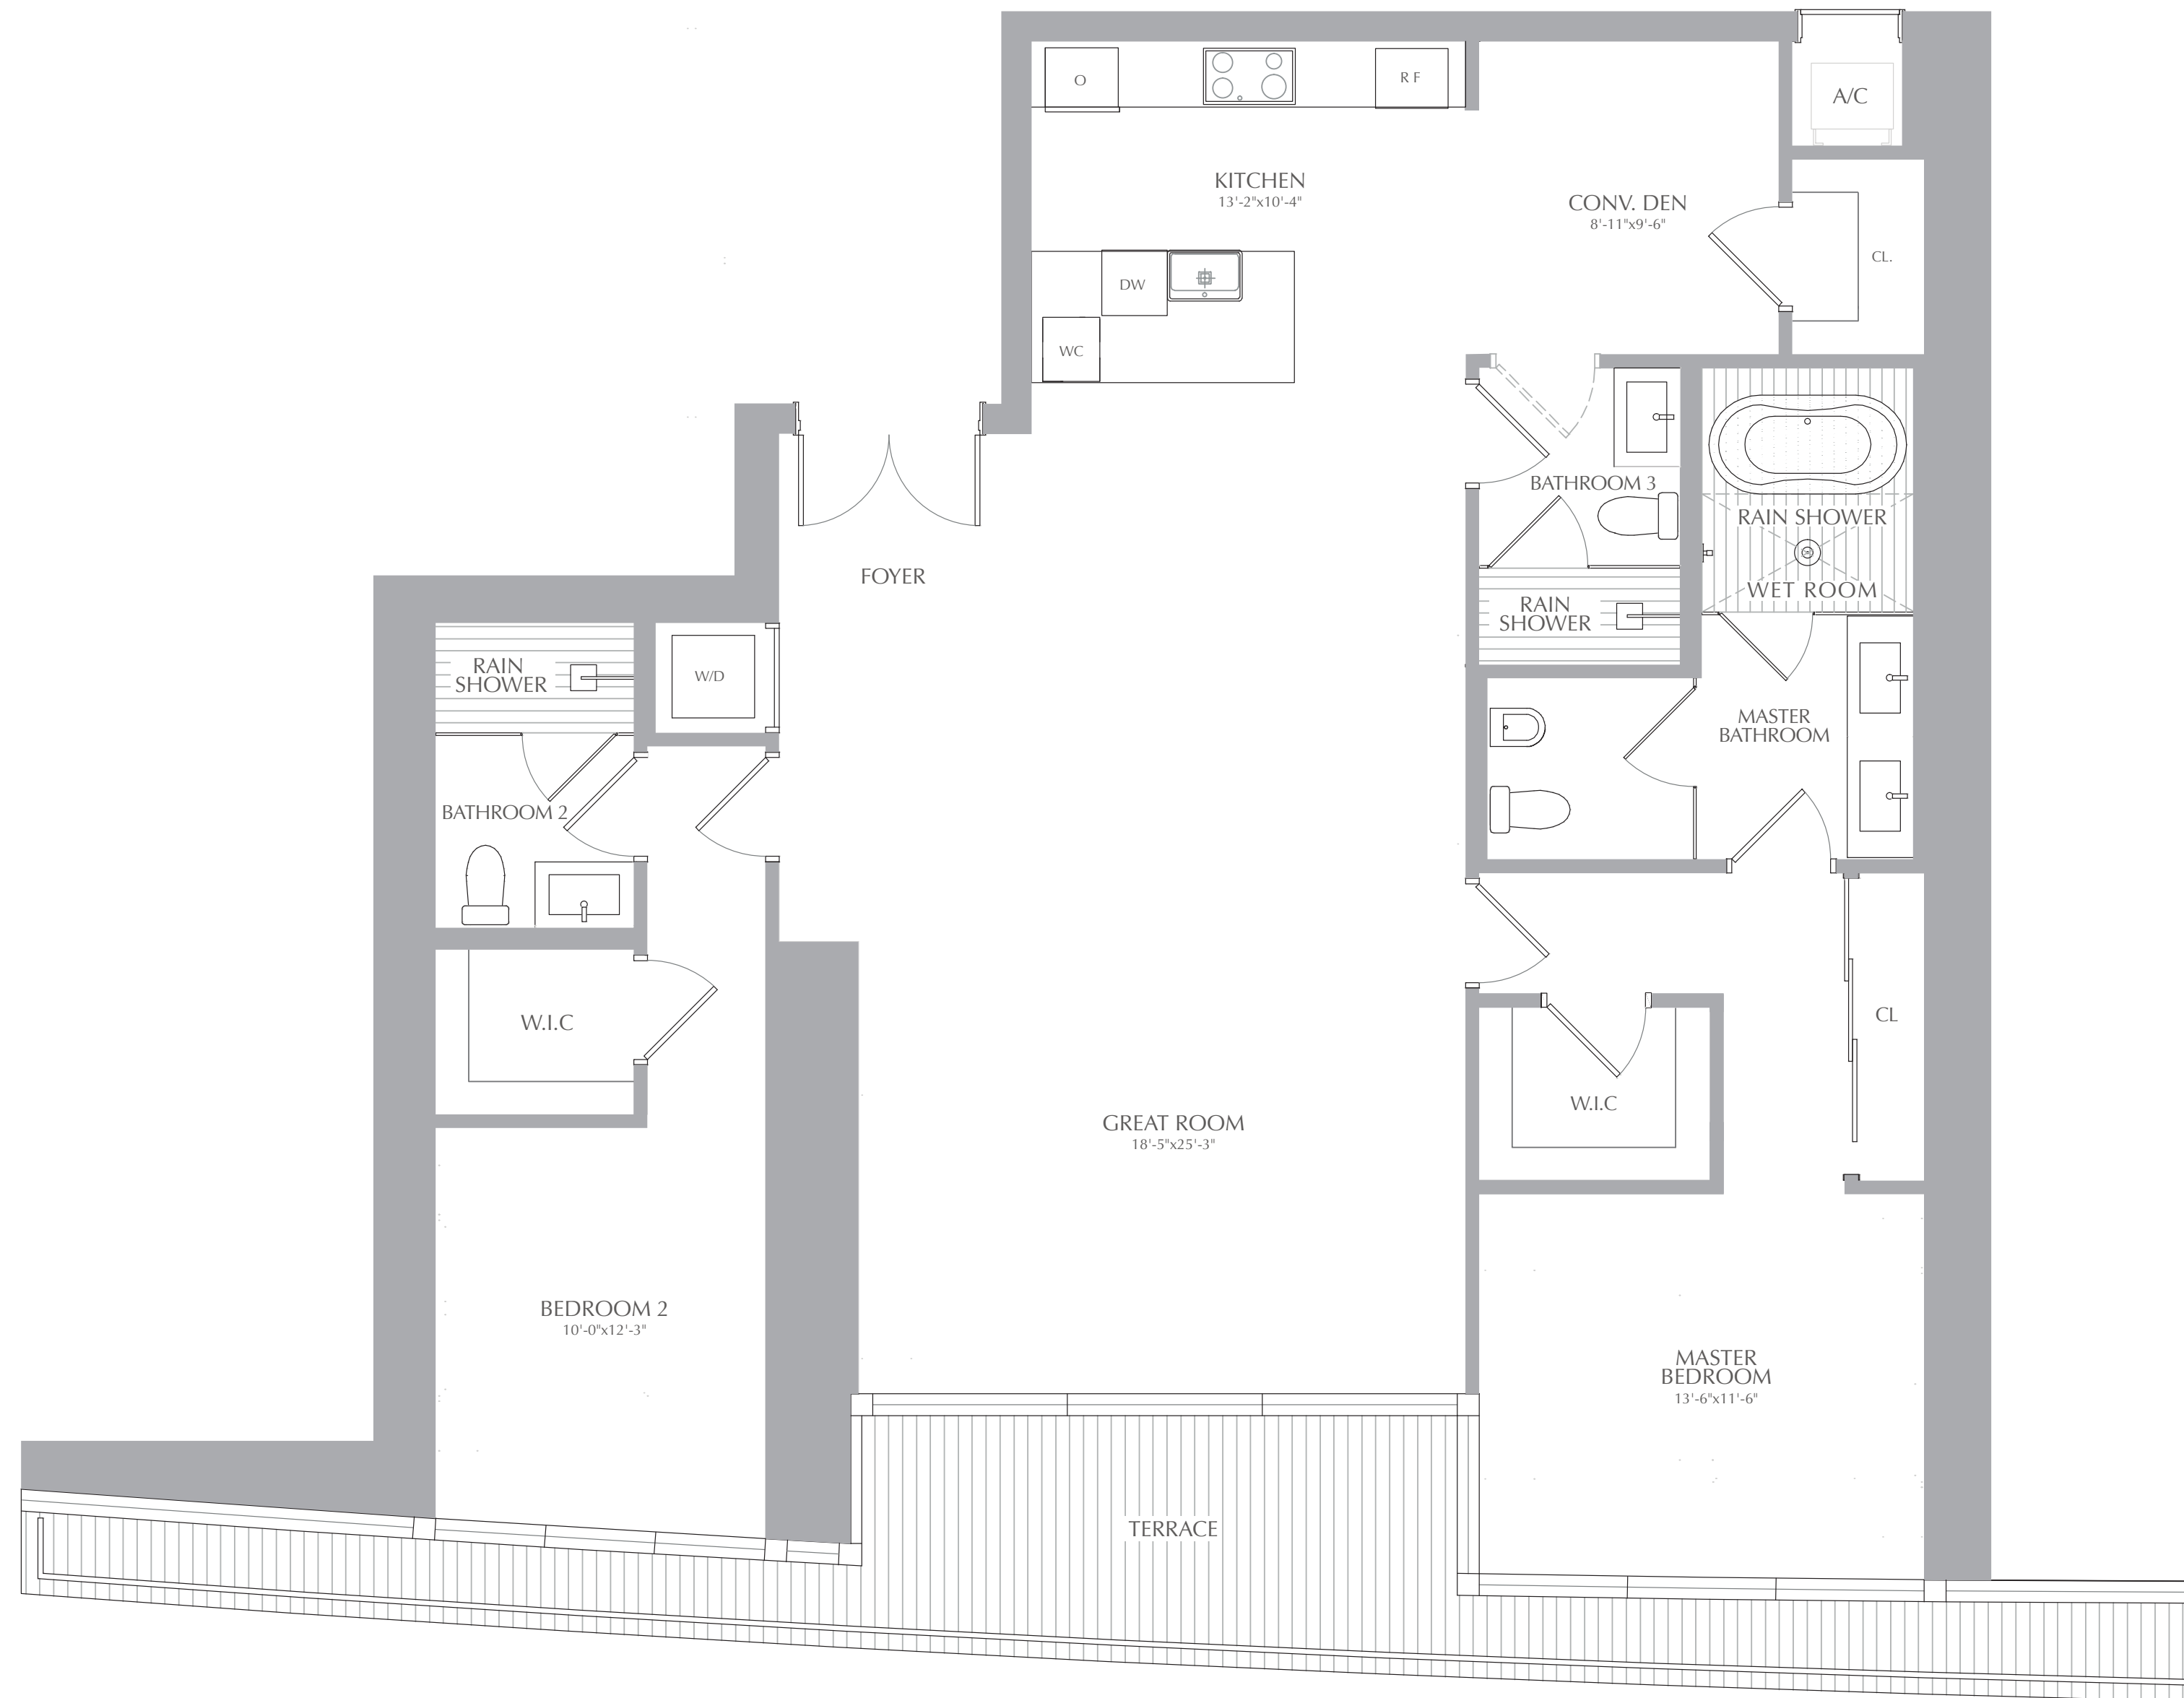 O
R F
A/C
KITCHEN
13'-2"x10'-4"
CONV. DEN
8'-11"x9'-6"
CL.
DW
WC
BATHROOM 3
RAIN SHOWER
WET ROOM
FOYER
RAIN
SHOWER
RAIN
SHOWER
W/D
MASTER
BATHROOM
BATHROOM 2
W.I.C
CL
W.I.C
GREAT ROOM
18'-5"x25'-3"
BEDROOM 2
10'-0"x12'-3"
MASTER
BEDROOM
13'-6"x11'-6"
TERRACE